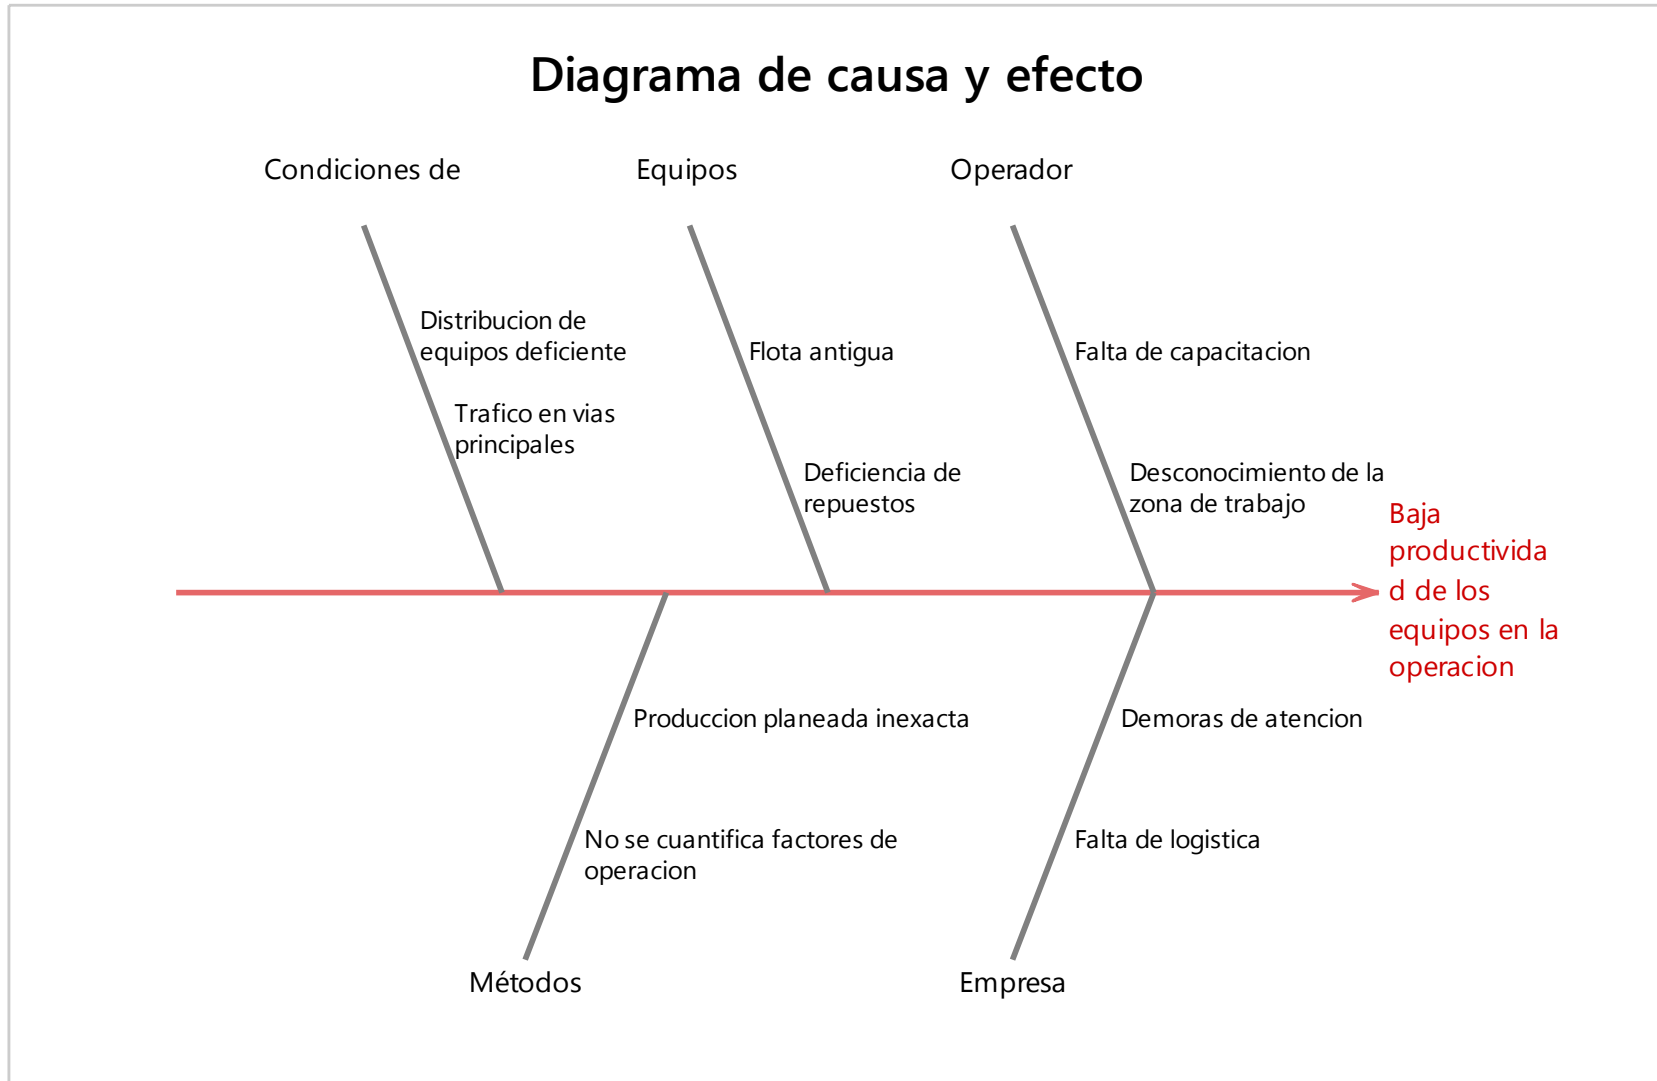 Diagrama de causa y efecto
Condiciones de
Equipos
Operador
Distribucion de
equipos deficiente
Trafico en vias
principales
Flota antigua
Deficiencia de
repuestos
Falta de capacitacion
Desconocimiento de la
zona de trabajo
Baja
productivida
d de los
equipos en la
operacion
Produccion planeada inexacta
No se cuantifica factores de
operacion
Demoras de atencion
Falta de logistica
Métodos
Empresa